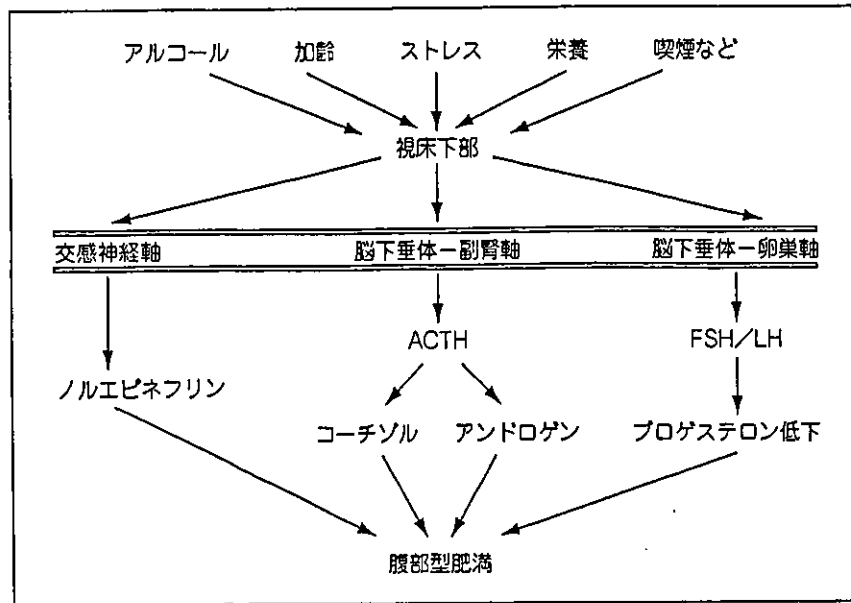 アルコール 加齢 ストレス 栄養 喫煙など
視床下部
交感神経軸 脳下垂体ー副腎軸 脳下垂体ー卵巣軸
ACTH FSH／LH
ノルエピネフリン
コーチゾル アンドロゲン プロゲステロン低下
腹部型肥満